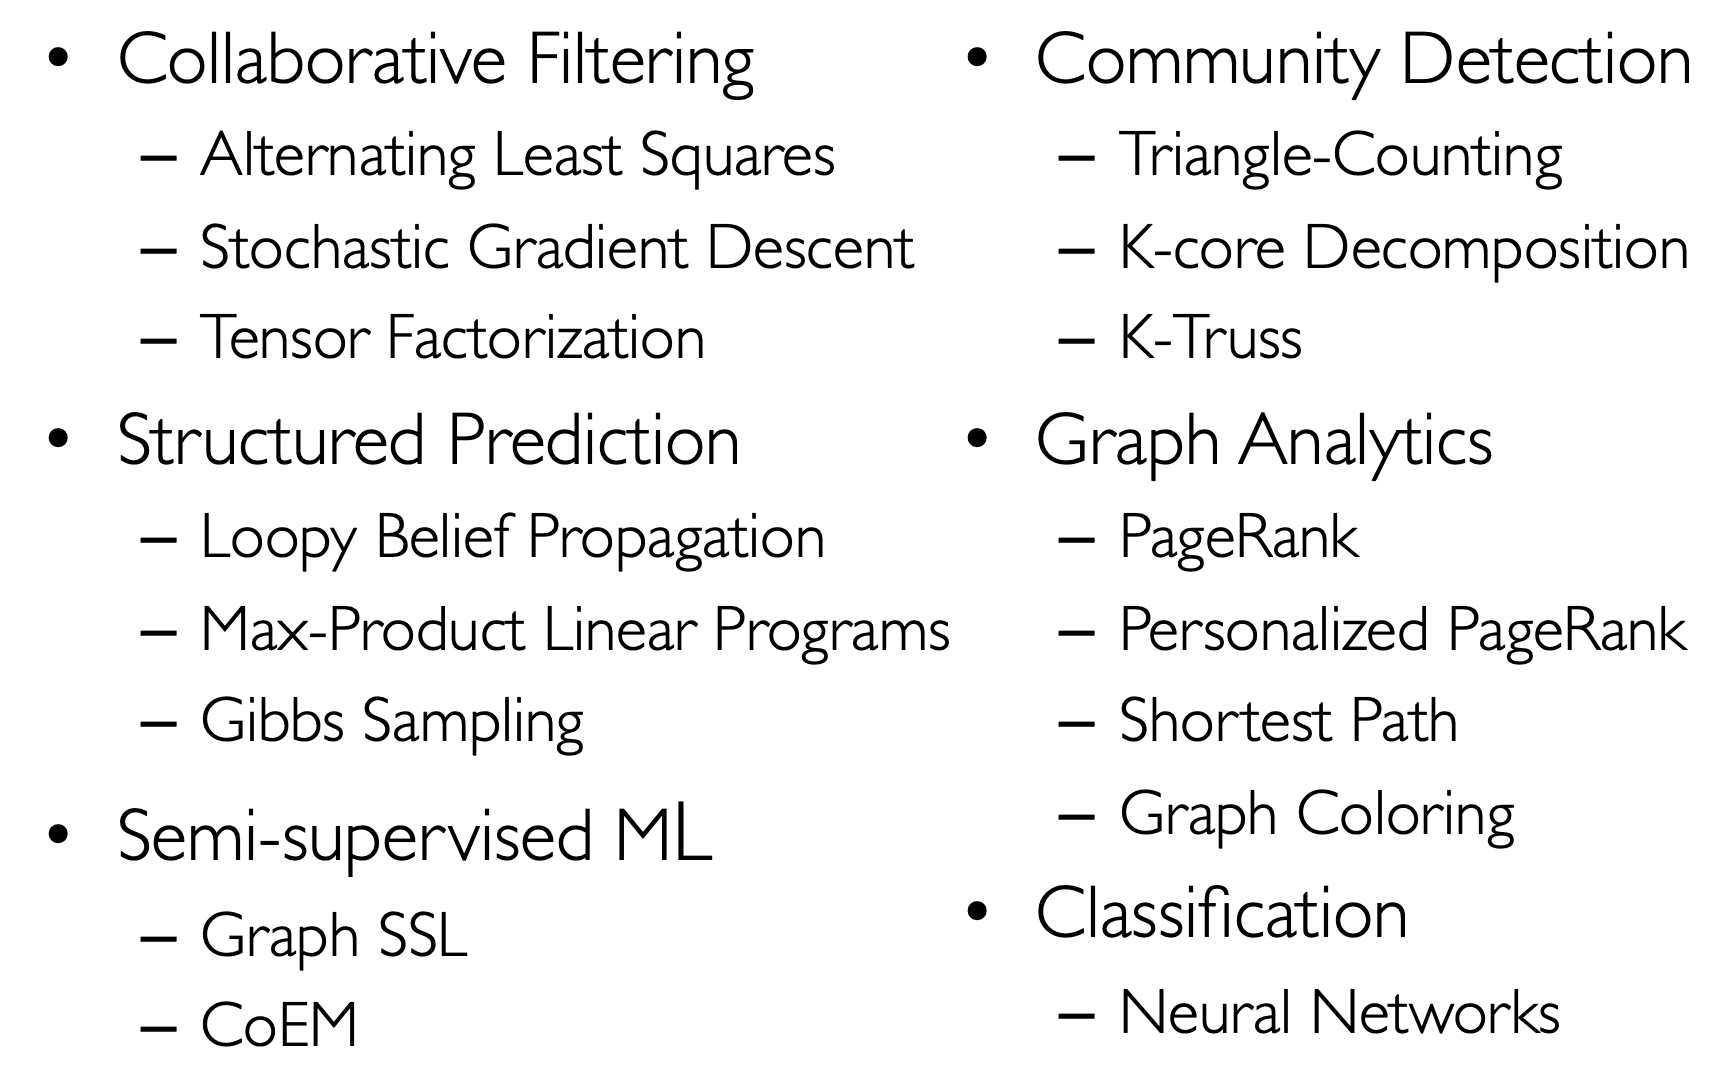 • Collaborative Filtering
– Alternating Least Squares
– Stochastic Gradient Descent
– Tensor Factorization
• Structured Prediction
– Loopy Belief Propagation
– Max-Product Linear Programs
– Gibbs Sampling
• Semi-supervised ML
– Graph SSL
– CoEM
• Community Detection
– Triangle-Counting
– K-core Decomposition
– K-Truss
• Graph Analytics
– PageRank
– Personalized PageRank
– Shortest Path
– Graph Coloring
• Classification
– Neural Networks